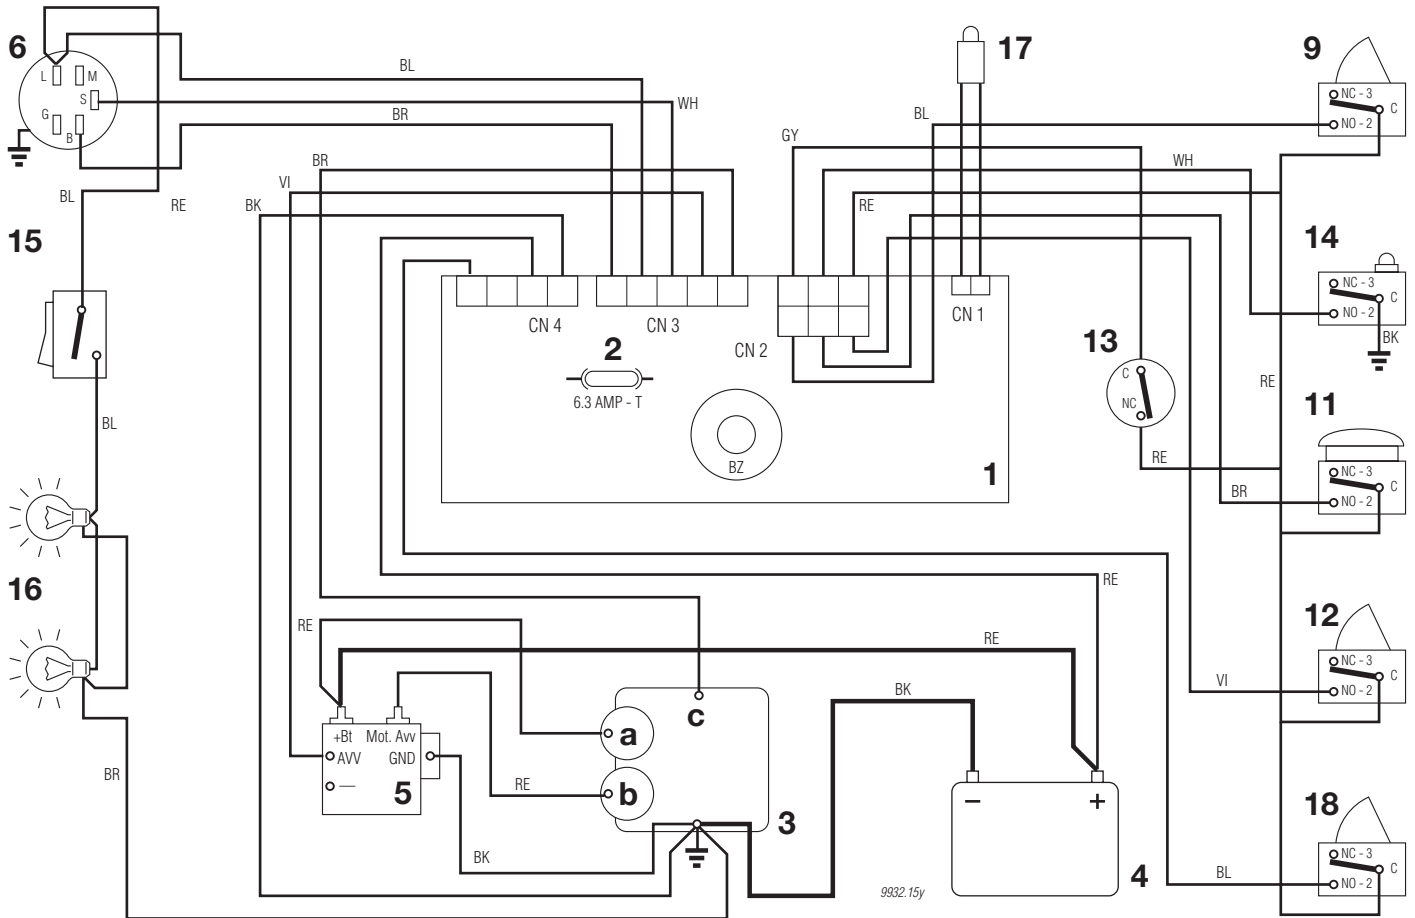 6
L
M
S
G
B
BL
WH
BR
BR
VI
BK
BL
RE
15
BL
16
BR
17
BL
GY
WH
RE
CN 4
CN 3
CN 2
CN 1
2
6.3 AMP - T
BZ
1
13
C
NC
RE
RE
BR
VI
BL
9
NC - 3
C
NO - 2
14
NC - 3
C
NO - 2
BK
11
NC - 3
C
NO - 2
12
NC - 3
C
NO - 2
18
NC - 3
C
NO - 2
RE
RE
RE
BK
RE
BK
+Bt
Mot. Avv
AVV
GND
—
5
a
b
c
3
−
+
4
9932.15y